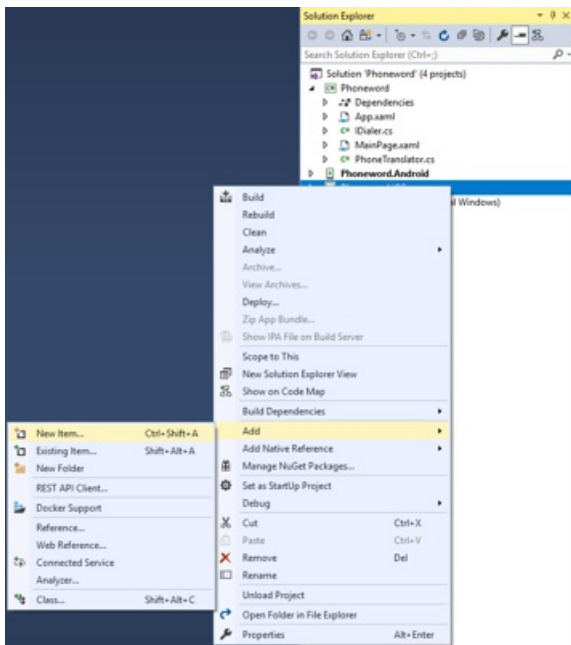 Solution Explorer
Search Solution Explorer (Ctrl+;)
Solution 'Phoneword' (4 projects)
Phoneword
Dependencies
App.xaml
IDialer.cs
MainPage.xaml
PhoneTranslator.cs
Phoneword.Android
Windows)
Build
Rebuild
Clean
Analyze
Archive...
View Archives...
Deploy...
Zip App Bundle...
Show IPA File on Build Server
Scope to This
New Solution Explorer View
Show on Code Map
Build Dependencies
Add
Add Native Reference
Manage NuGet Packages...
Set as StartUp Project
Debug
Cut Ctrl+X
Paste Ctrl+V
Remove Del
Rename
Unload Project
Open Folder in File Explorer
Properties Alt+Enter
New Item... Ctrl+Shift+A
Existing Item... Shift+Alt+A
New Folder
REST API Client...
Docker Support
Reference...
Web Reference...
Connected Service
Analyzer...
Class... Shift+Alt+C